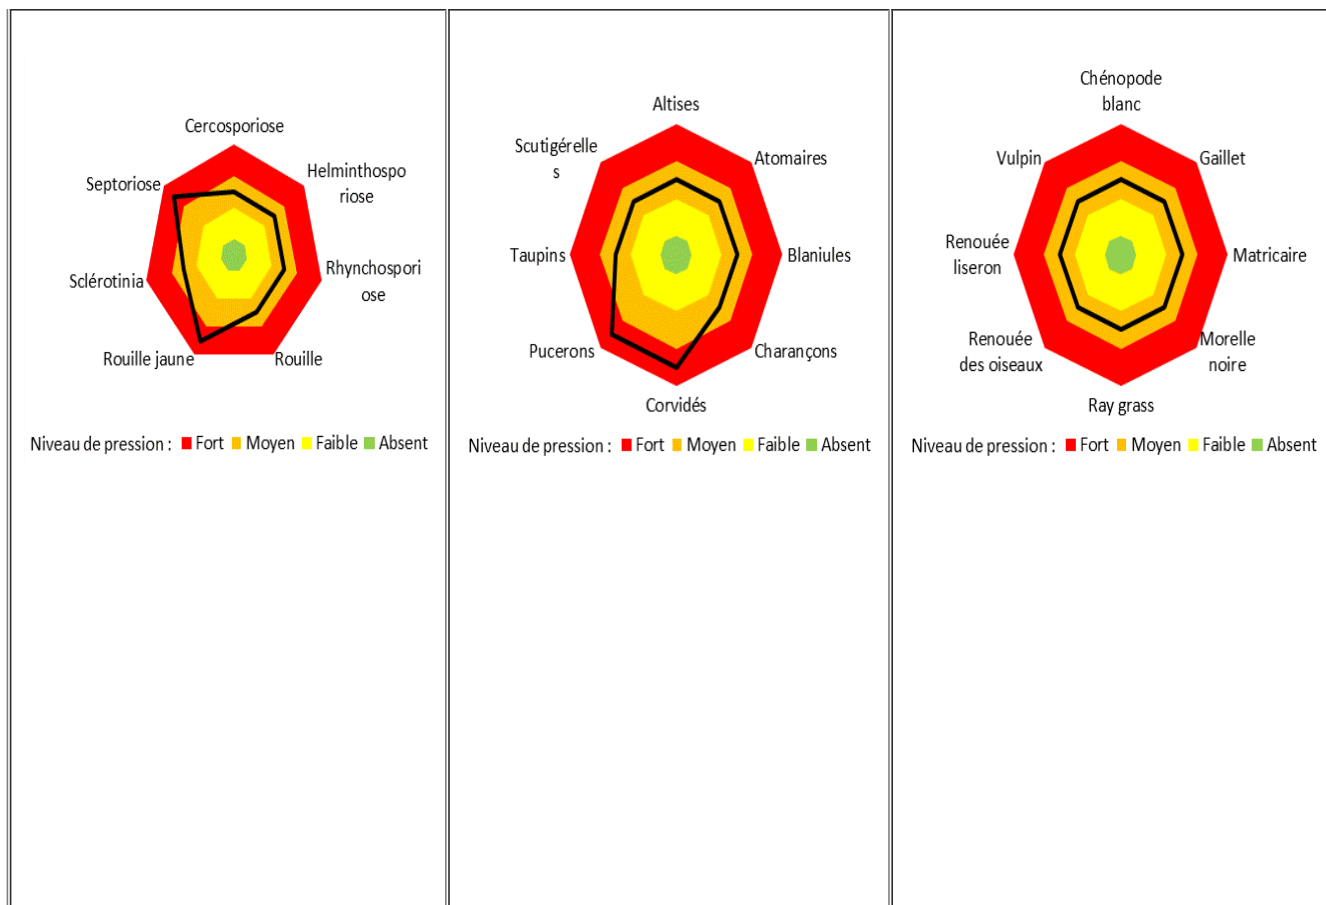 Cercosporiose
Helminthospo
riose
Rhynchospori
ose
Rouille
Rouille jaune
Sclérotinia
Septoriose
Niveau de pression : Fort Moyen Faible Absent
Altises
Atomaires
Blaniules
Charançons
Corvidés
Pucerons
Taupins
Scutigérelle
s
Niveau de pression : Fort Moyen Faible Absent
Chénopode
blanc
Gaillet
Matricaire
Morelle
noire
Ray grass
Renouée
des oiseaux
Renouée
liseron
Vulpin
Niveau de pression : Fort Moyen Faible Absent